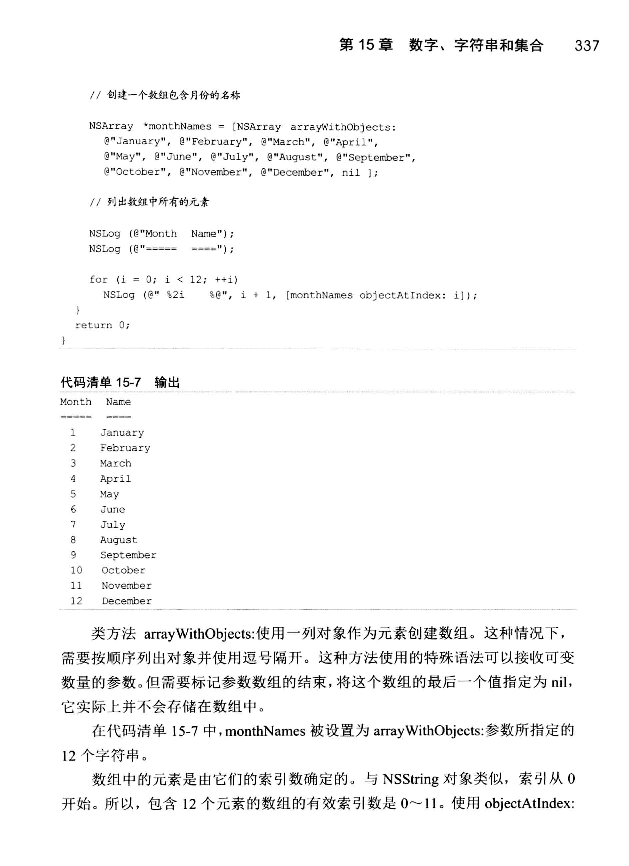 第 15 章 数字、字符串和集合 337
// 创建一个数组包含月份的名称
NSArray *monthNames = [NSArray arrayWithObjects:
@"January", @"February", @"March", @"April",
@"May", @"June", @"July", @"August", @"September",
@"October", @"November", @"December", nil ];
// 列出数组中所有的元素
NSLog (@"Month Name");
NSLog (@"===== ====");
for (i = 0; i < 12; ++i)
NSLog (@" %2i %@", i + 1, [monthNames objectAtIndex: i]);
}
return 0;
}
代码清单 15-7 输出
Month Name
===== ====
1 January
2 February
3 March
4 April
5 May
6 June
7 July
8 August
9 September
10 October
11 November
12 December
类方法 arrayWithObjects:使用一列对象作为元素创建数组。这种情况下，
需要按顺序列出对象并使用逗号隔开。这种方法使用的特殊语法可以接收可变
数量的参数。但需要标记参数数组的结束，将这个数组的最后一个值指定为 nil，
它实际上并不会存储在数组中。
在代码清单 15-7 中，monthNames 被设置为 arrayWithObjects:参数所指定的
12 个字符串。
数组中的元素是由它们的索引数确定的。与 NSString 对象类似，索引从 0
开始。所以，包含 12 个元素的数组的有效索引数是 0～11。使用 objectAtIndex: